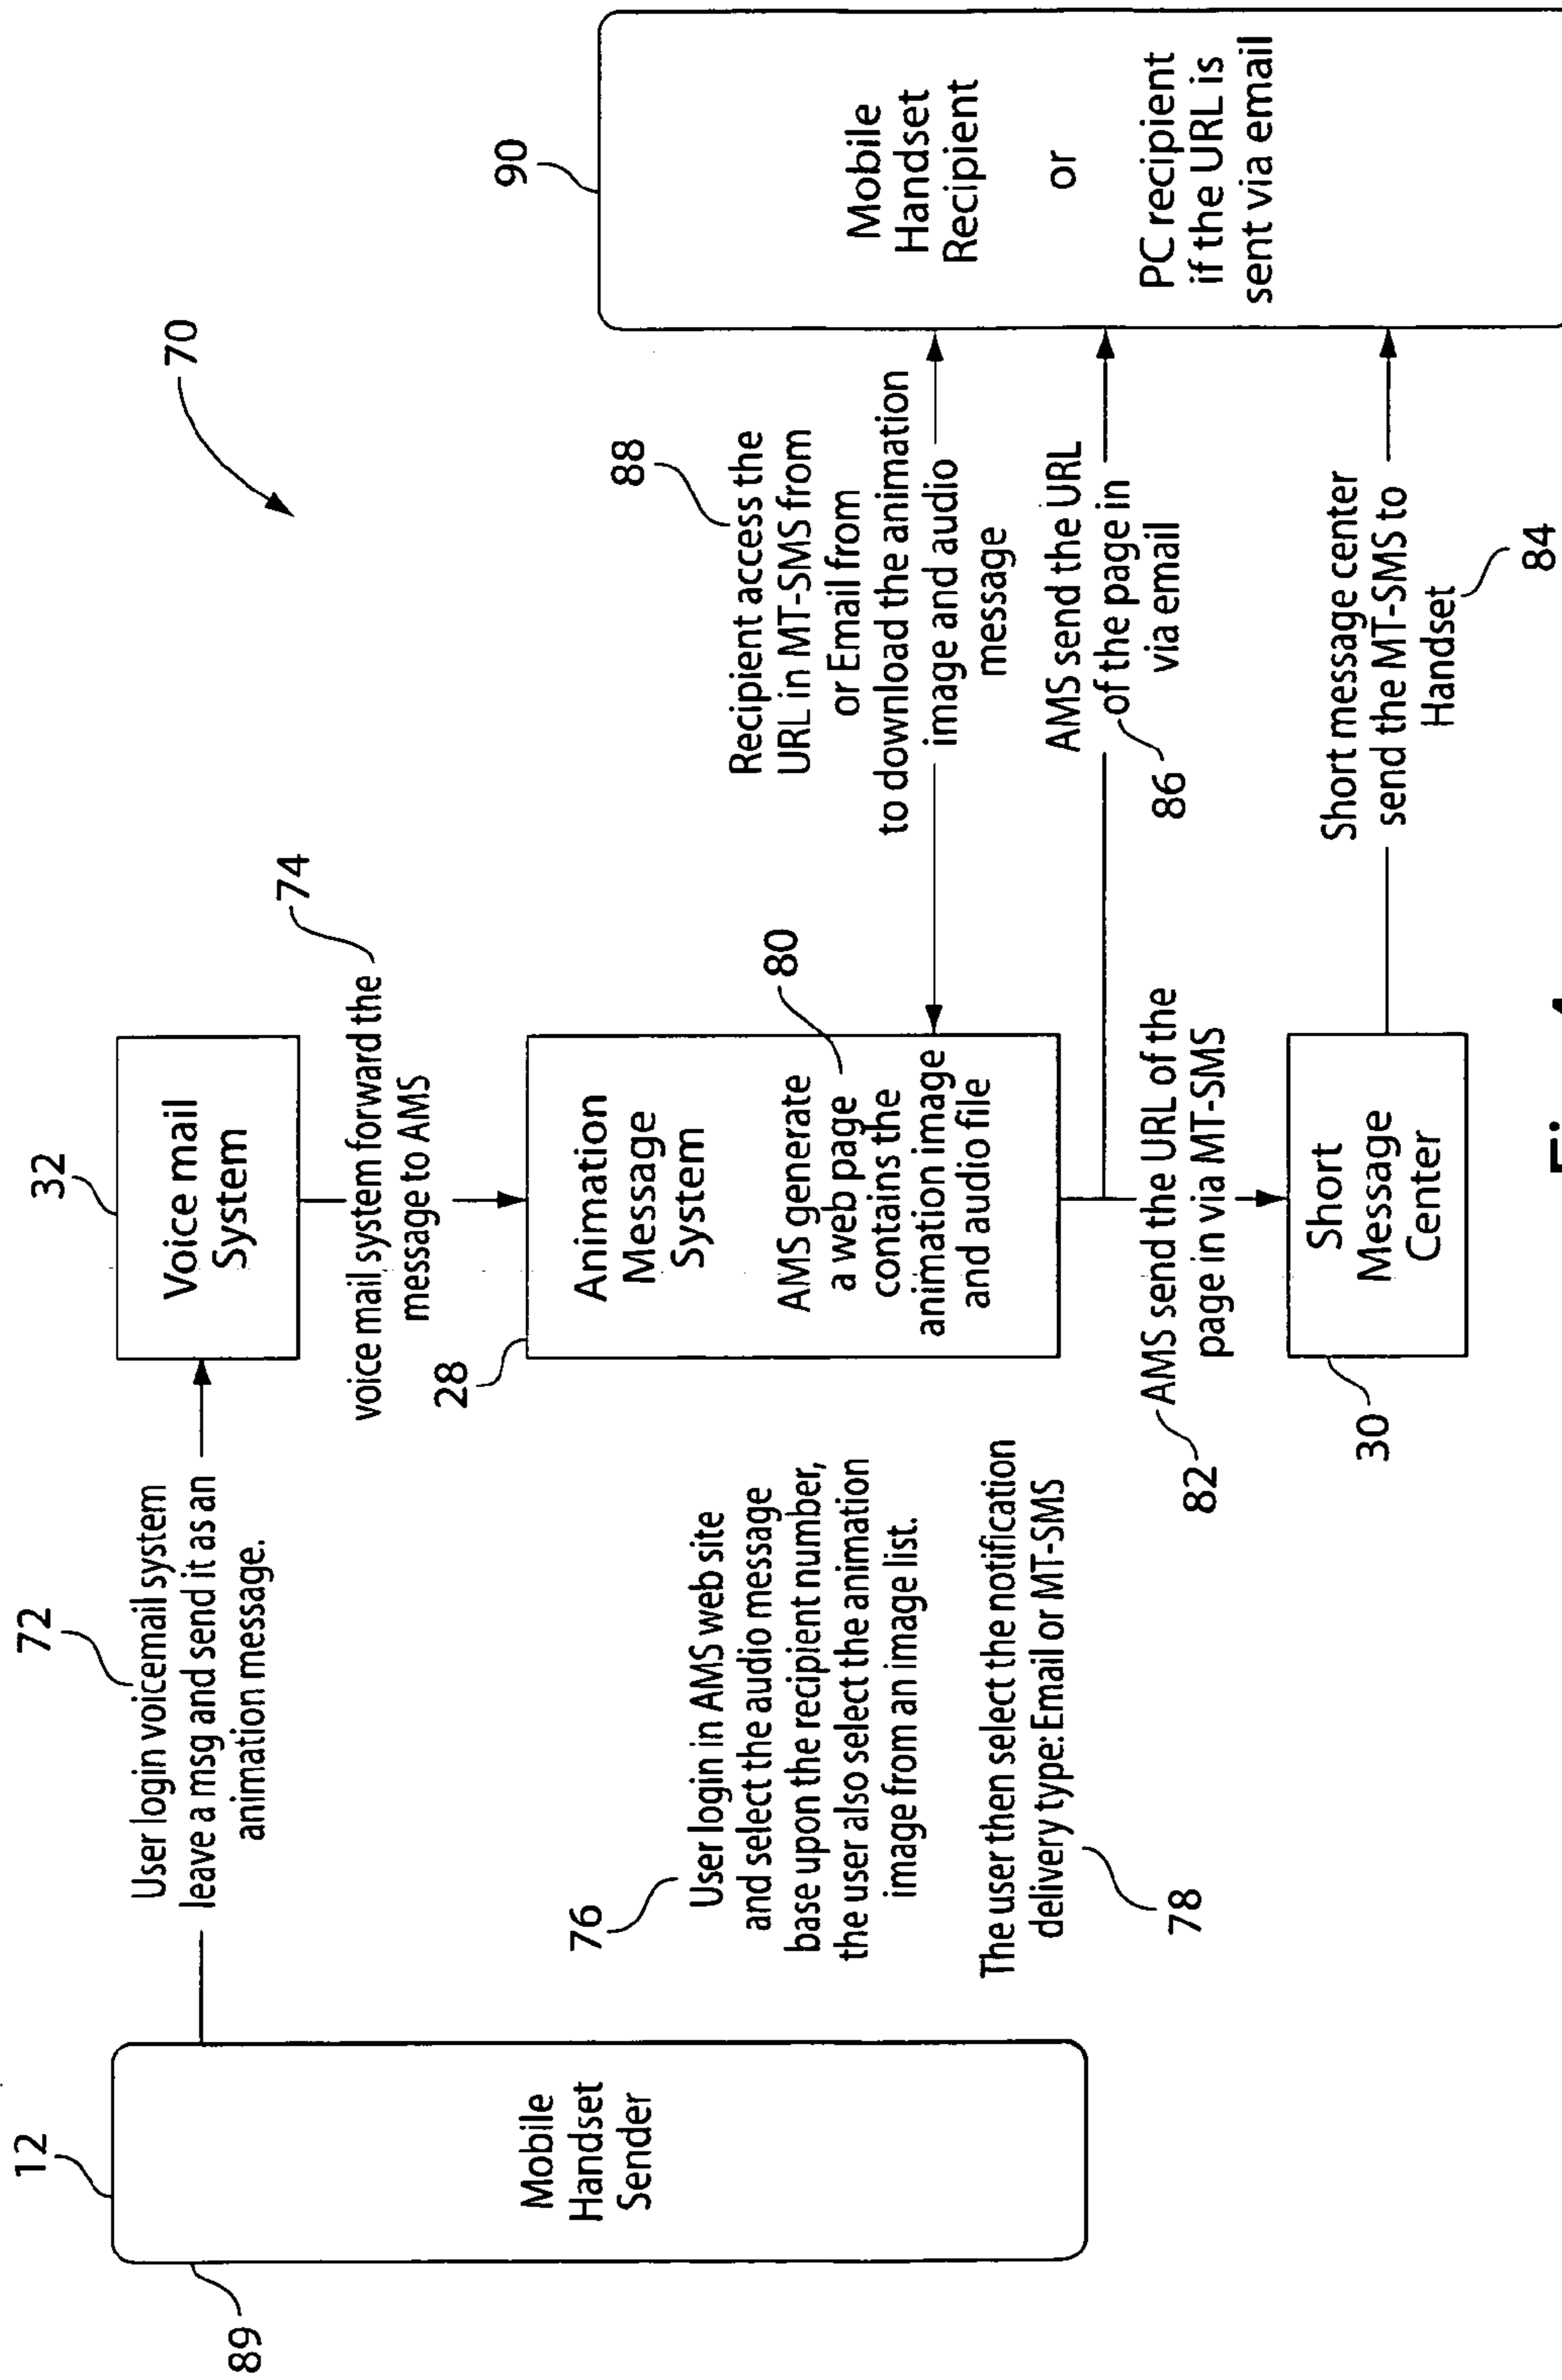 70
12
89
Mobile
Handset
Sender
72
User login voicemail system
leave a msg and send it as an
animation message.
32
Voice mail
System
74
voice mail system forward the
message to AMS
76
User login in AMS web site
and select the audio message
base upon the recipient number,
the user also select the animation
image from an image list.
The user then select the notification
delivery type: Email or MT-SMS
78
28
Animation
Message
System
80
AMS generate
a web page
contains the
animation image
and audio file
88
Recipient access the
URL in MT-SMS from
or Email from
to download the animation
image and audio
message
AMS send the URL
of the page in
via email
86
82
AMS send the URL of the
page in via MT-SMS
30
Short
Message
Center
Short message center
send the MT-SMS to
Handset
84
90
Mobile
Handset
Recipient
or
PC recipient
if the URL is
sent via email